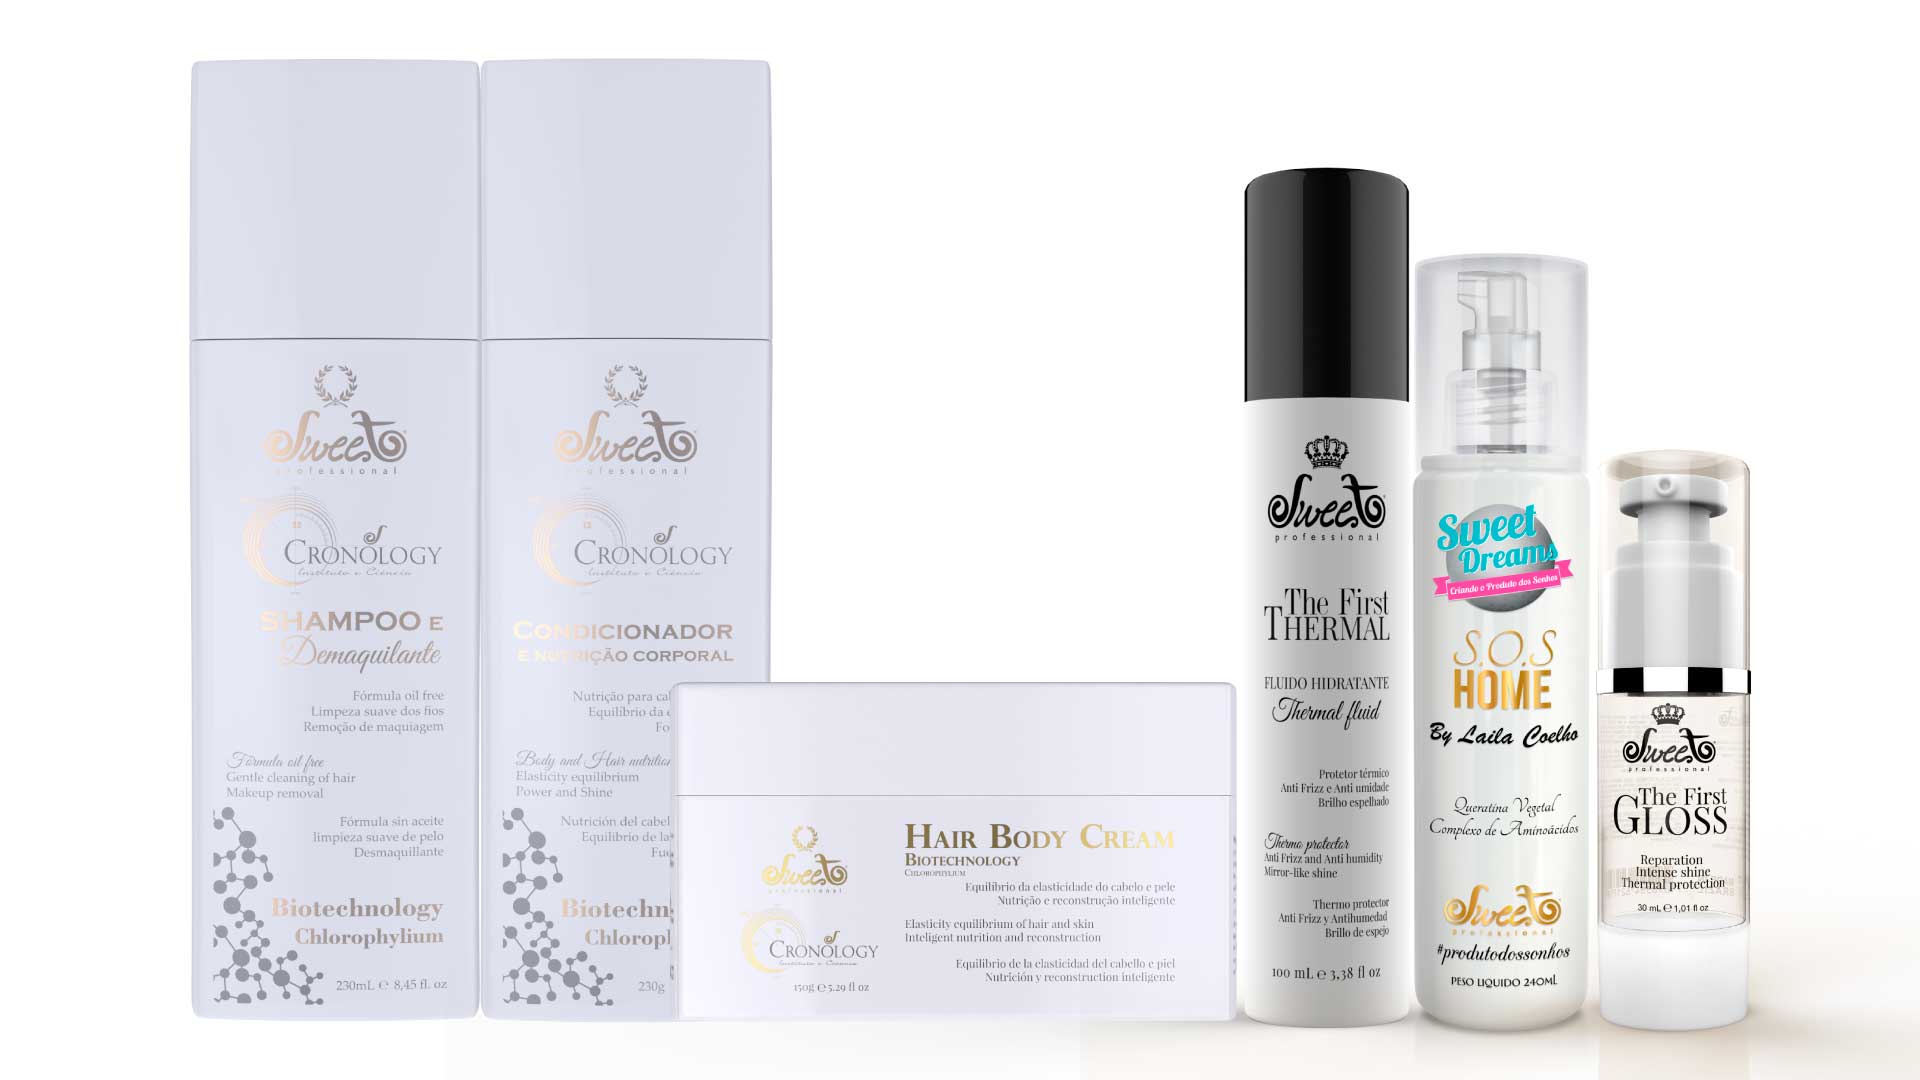 Sweet
professional
CRONOLOGY
Instituto e Ciência
SHAMPOO E
Demaquilante
Fórmula oil free
Limpeza suave dos fios
Remoção de maquiagem
Fórmula oil free
Gentle cleaning of hair
Makeup removal
Fórmula sin aceite
limpieza suave de pelo
Desmaquillante
Biotechnology
Chlorophylium
230mL e 8,45 fl. oz
Sweet
professional
CRONOLOGY
Instituto e Ciência
CONDICIONADOR
E NUTRIÇÃO CORPORAL
Nutrição para
Equilíbrio da
Body and Hair nutrition
Elasticity equilibrium
Power and Shine
Nutrición del
Equilibrio de
230g
HAIR BODY CREAM
BIOTECHNOLOGY
CHLOROPHYLIUM
Equilíbrio da elasticidade do cabelo e pele
Nutrição e reconstrução inteligente
Elasticity equilibrium of hair and skin
Inteligent nutrition and reconstruction
Equilibrio de la elasticidad del cabello e piel
Nutrición y reconstruction inteligente
Sweet
professional
CRONOLOGY
Instituto e Ciência
150g e 5.29 fl oz
Sweet
professional
The First
THERMAL
FLUIDO HIDRATANTE
Thermal fluid
Protetor térmico
Anti Frizz e Anti umidade
Brilho espelhado
Thermo protector
Anti Frizz and Anti humidity
Mirror-like shine
Thermo protector
Anti Frizz y Antihumedad
Brillo de espejo
100 mL e 3,38 fl oz
Sweet
Dreams
Criando o Produto dos Sonhos
S.O.S
HOME
By Laila Coelho
Queratina Vegetal
Complexo de Aminoácidos
Sweet
professional
#produtodossonhos
PESO LIQUIDO 240ML
Sweet
professional
The First
GLOSS
Reparation
Intense shine
Thermal protection
30 mL e 1,01 fl oz